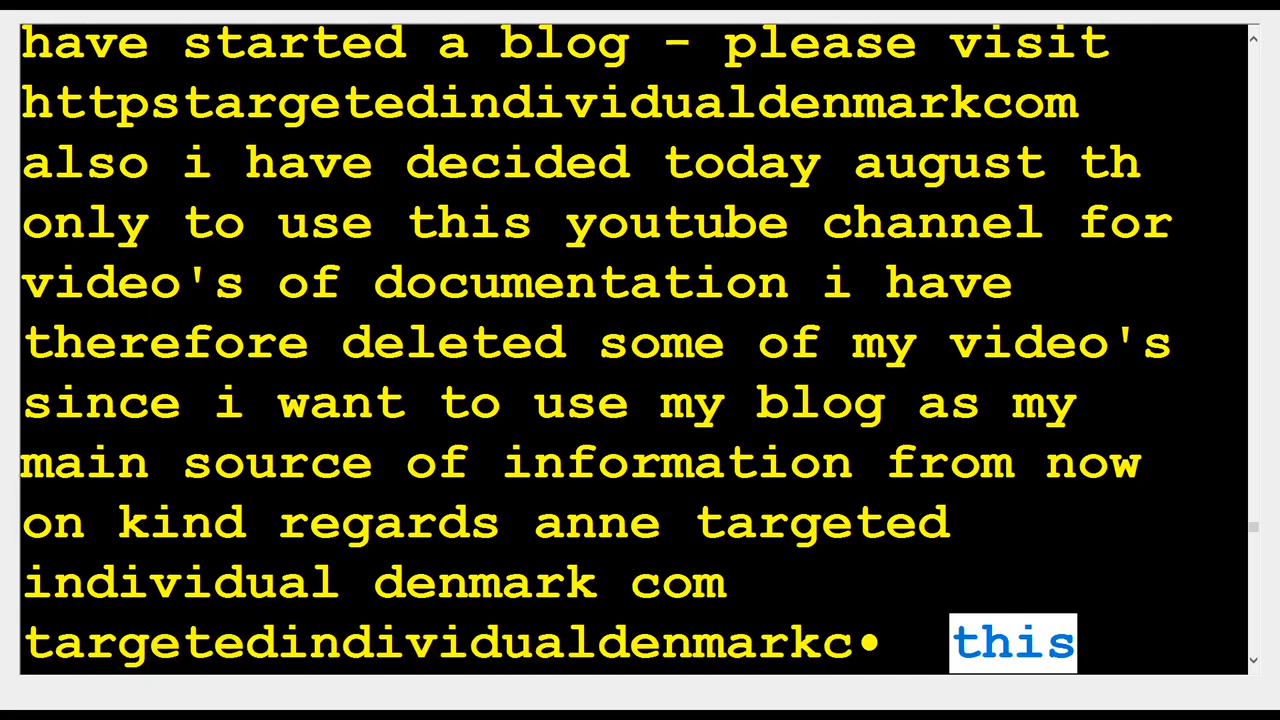 have started a blog - please visit
httpstargetedindividualdenmarkcom
also i have decided today august th
only to use this youtube channel for
video's of documentation i have
therefore deleted some of my video's
since i want to use my blog as my
main source of information from now
on kind regards anne targeted
individual denmark com
targetedindividualdenmarkc• this